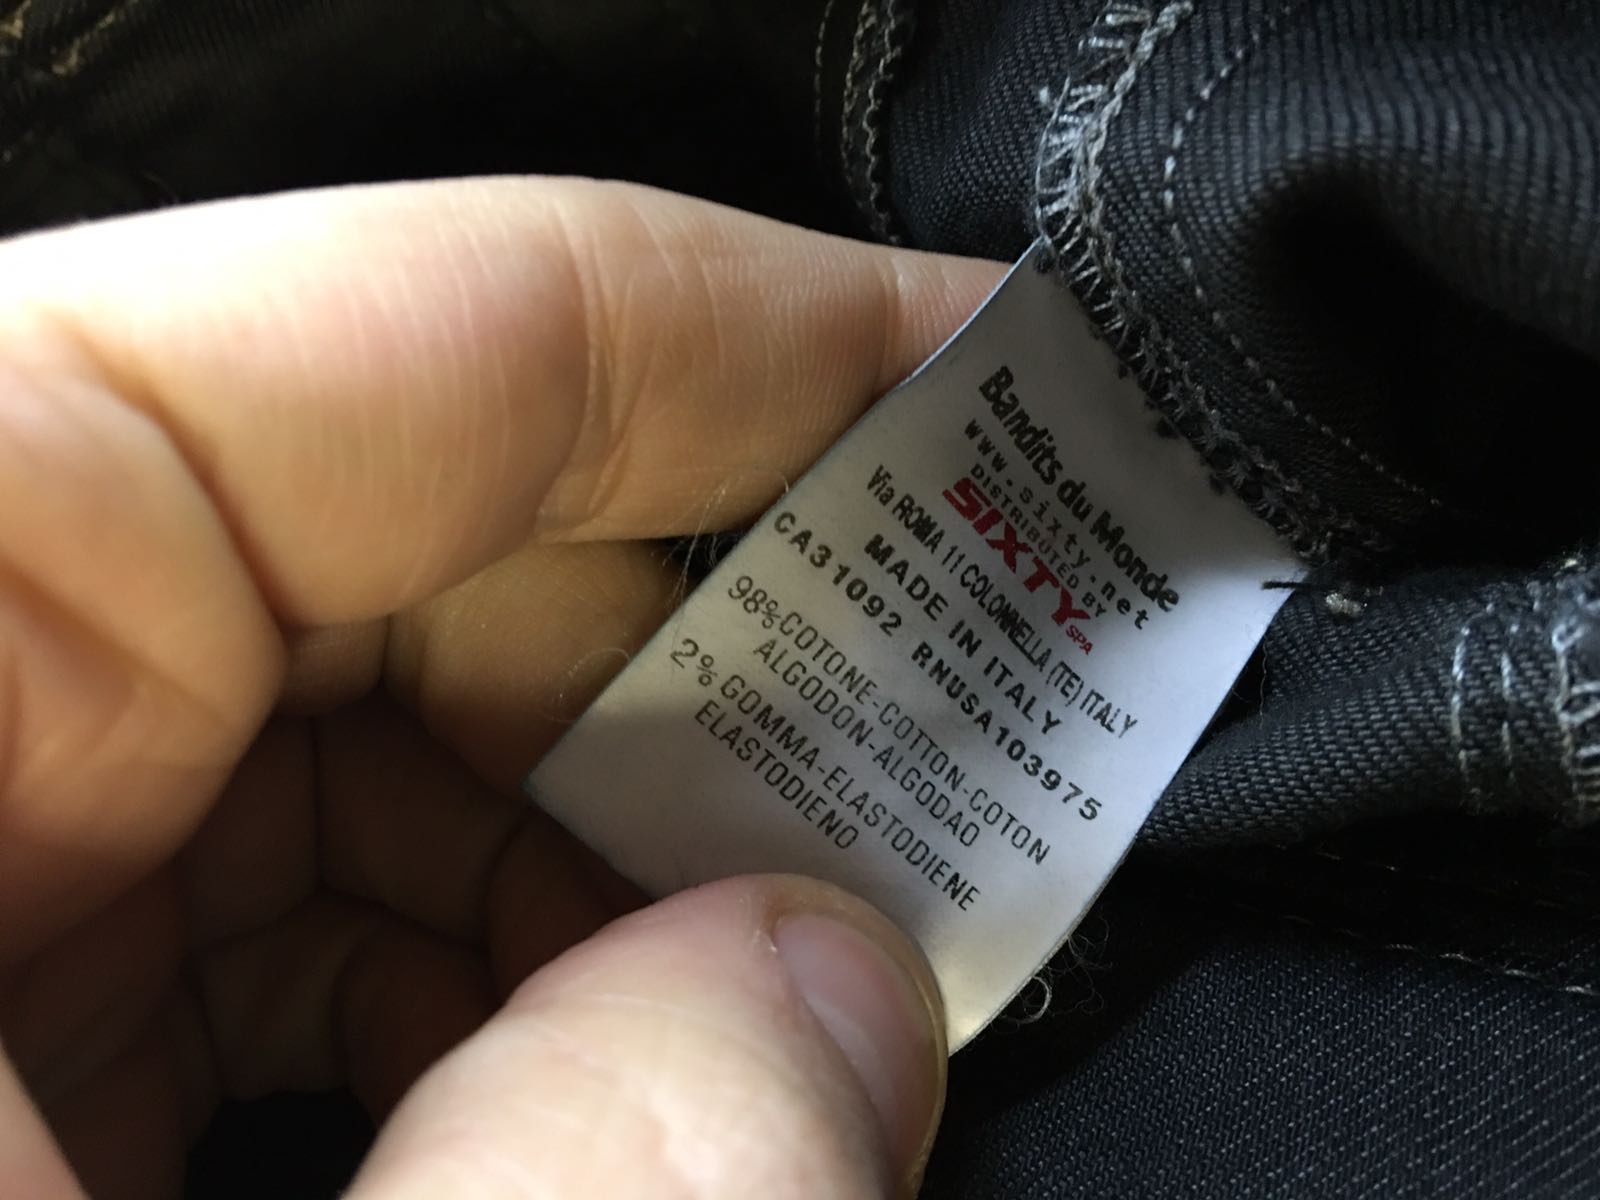 Bandits du Monde
www.sixty.net
DISTRIBUTED BY
SIXTY SPA
Via ROMA 11 COLONNELLA (TE) ITALY
MADE IN ITALY
CA31092 RNUSA103975
98%COTONE-COTTON-COTON
ALGODON-ALGODAO
2%GOMMA-ELASTODIENE
ELASTODIENO